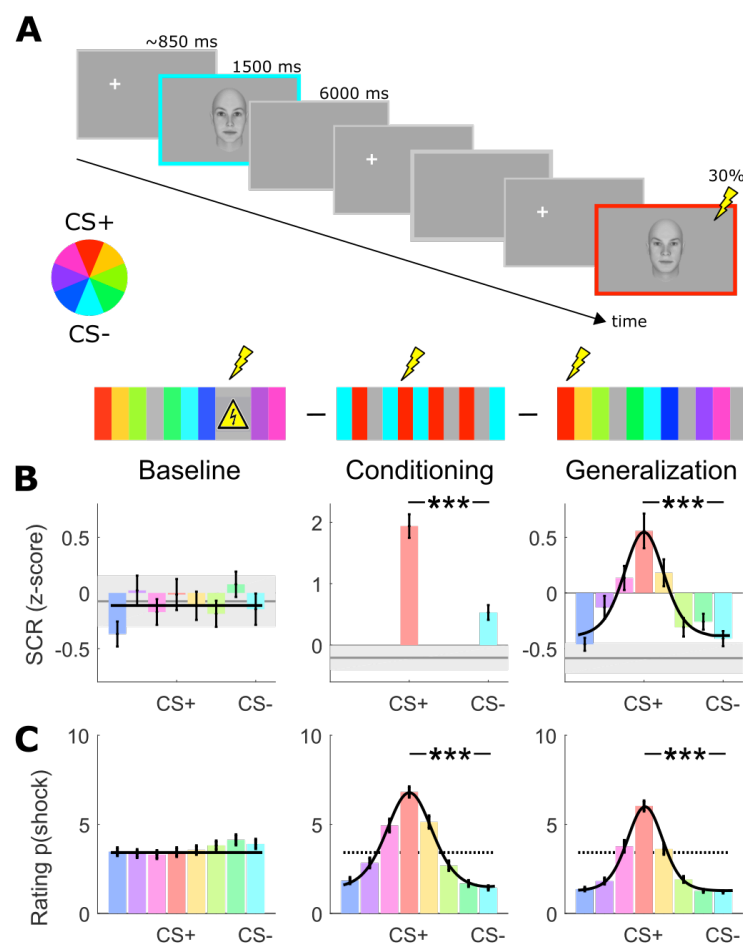 A
~850 ms
1500 ms
6000 ms
30%
CS+
CS-
time
Baseline
Conditioning
Generalization
B
SCR (z-score)
0.5
0
-0.5
CS+
CS-
***
2
1
0
CS+
CS-
***
0.5
0
-0.5
CS+
CS-
C
Rating p(shock)
10
5
0
CS+
CS-
***
10
5
0
CS+
CS-
***
10
5
0
CS+
CS-